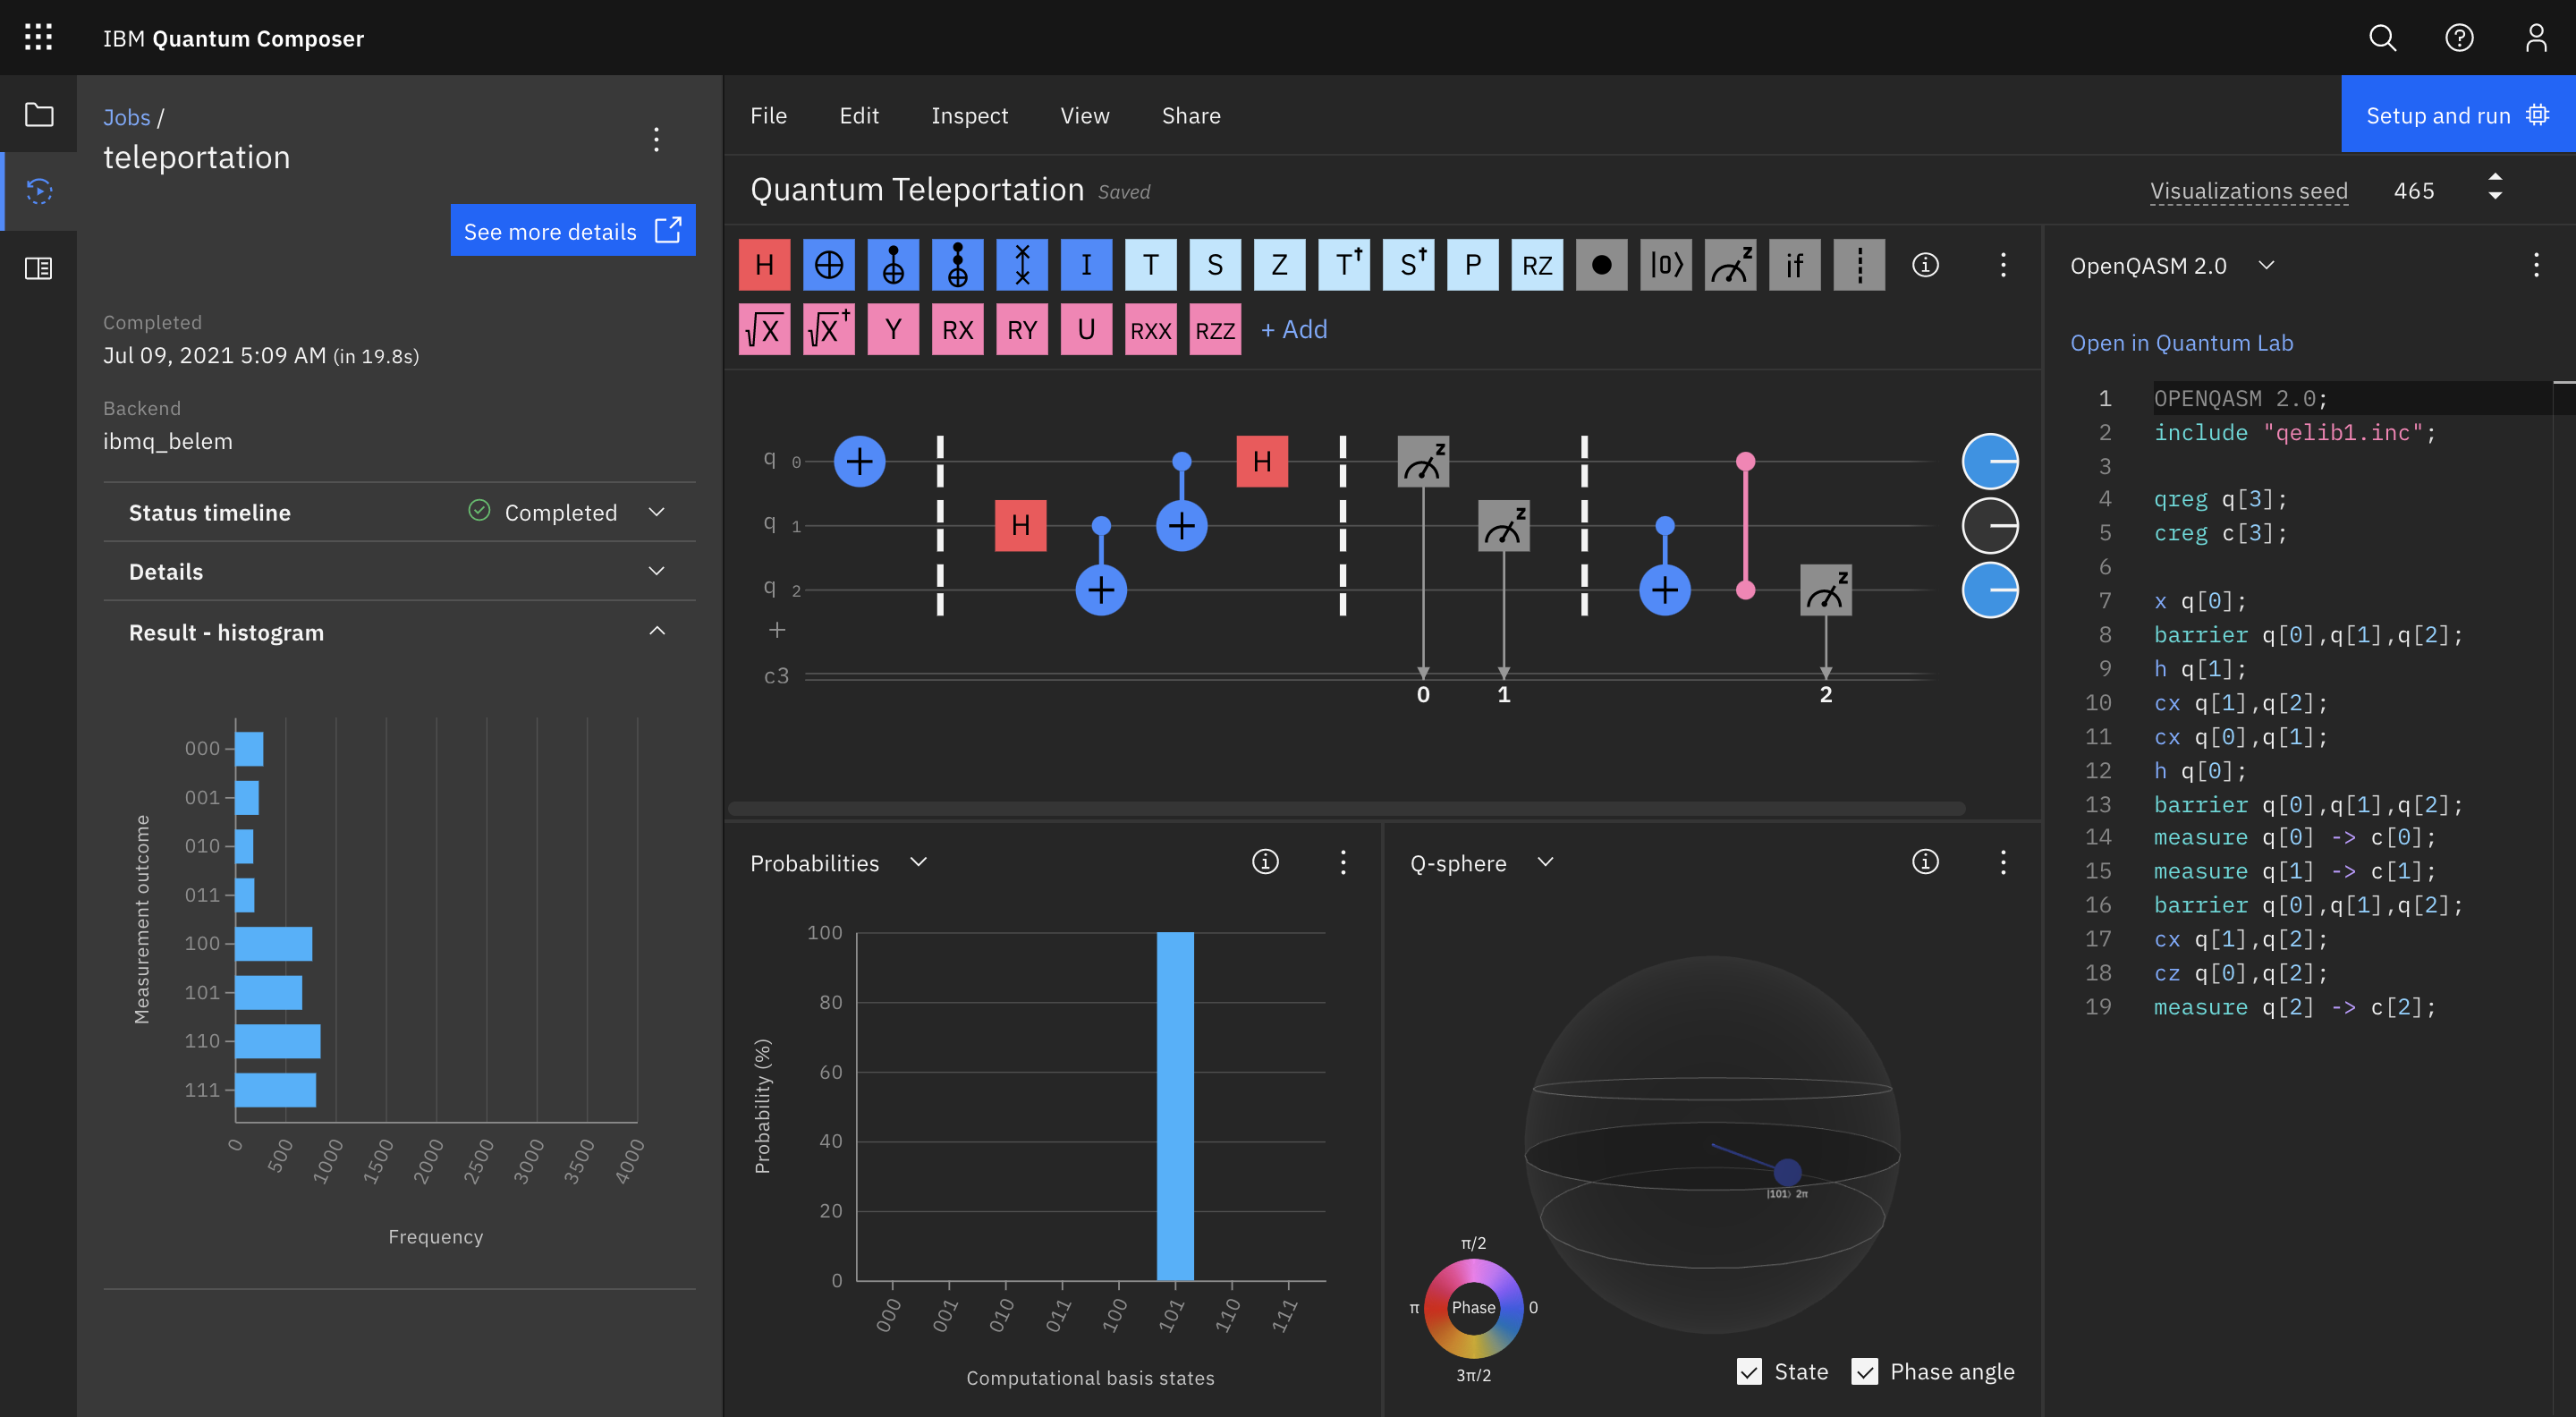 IBM Quantum Composer
Jobs /
teleportation
See more details
Completed
Jul 09, 2021 5:09 AM (in 19.8s)
Backend
ibmq_belem
Status timeline Completed
Details
Result - histogram
Measurement outcome
000
001
010
011
100
101
110
111
0 500 1000 1500 2000 2500 3000 3500 4000
Frequency
File Edit Inspect View Share
Setup and run
Quantum Teleportation Saved
Visualizations seed 465
H I T S Z T† S† P RZ |0⟩ z if
√X √X† Y RX RY U RXX RZZ + Add
q 0 + H z
q 1 H + z
q 2 + + z
+
c3
0 1 2
Probabilities
Probability (%)
100
80
60
40
20
0
000 001 010 011 100 101 110 111
Computational basis states
Q-sphere
|101⟩ 2π
π/2
π Phase 0
3π/2
State Phase angle
OpenQASM 2.0
Open in Quantum Lab
1 OPENQASM 2.0;
2 include "qelib1.inc";
3
4 qreg q[3];
5 creg c[3];
6
7 x q[0];
8 barrier q[0],q[1],q[2];
9 h q[1];
10 cx q[1],q[2];
11 cx q[0],q[1];
12 h q[0];
13 barrier q[0],q[1],q[2];
14 measure q[0] -> c[0];
15 measure q[1] -> c[1];
16 barrier q[0],q[1],q[2];
17 cx q[1],q[2];
18 cz q[0],q[2];
19 measure q[2] -> c[2];